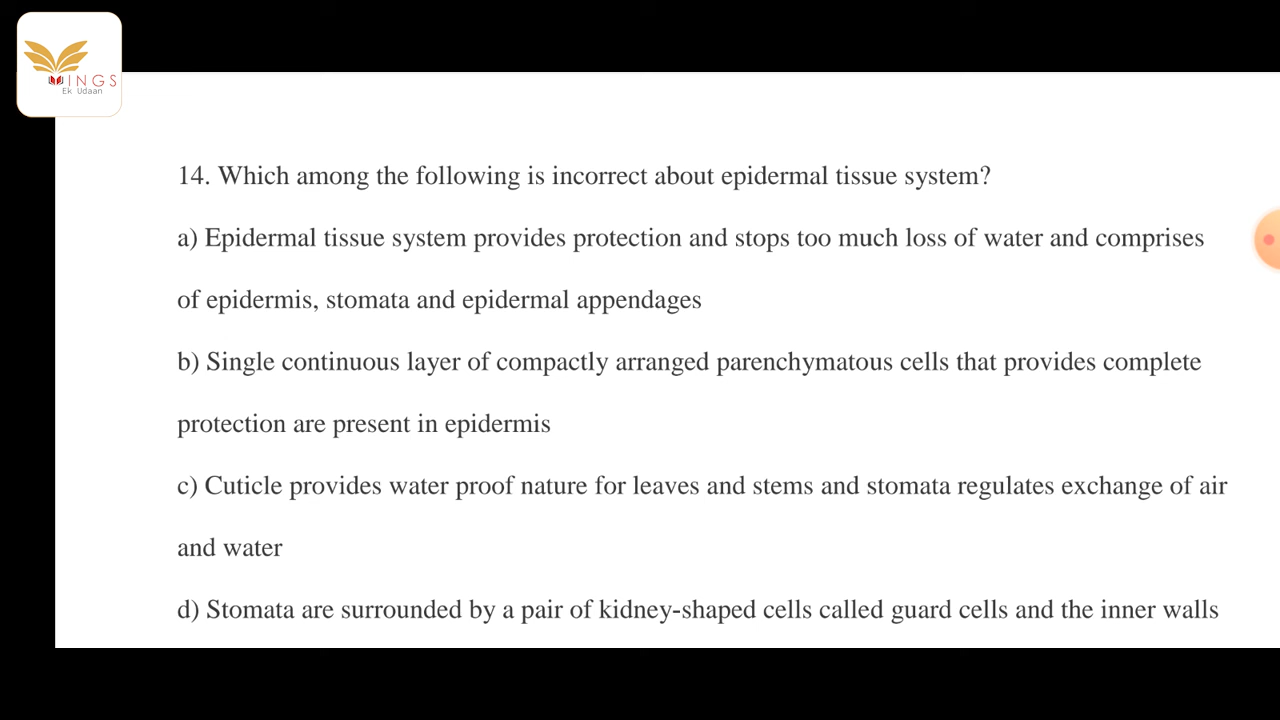 WINGS
Ek Udaan
14. Which among the following is incorrect about epidermal tissue system?
a) Epidermal tissue system provides protection and stops too much loss of water and comprises
of epidermis, stomata and epidermal appendages
b) Single continuous layer of compactly arranged parenchymatous cells that provides complete
protection are present in epidermis
c) Cuticle provides water proof nature for leaves and stems and stomata regulates exchange of air
and water
d) Stomata are surrounded by a pair of kidney-shaped cells called guard cells and the inner walls